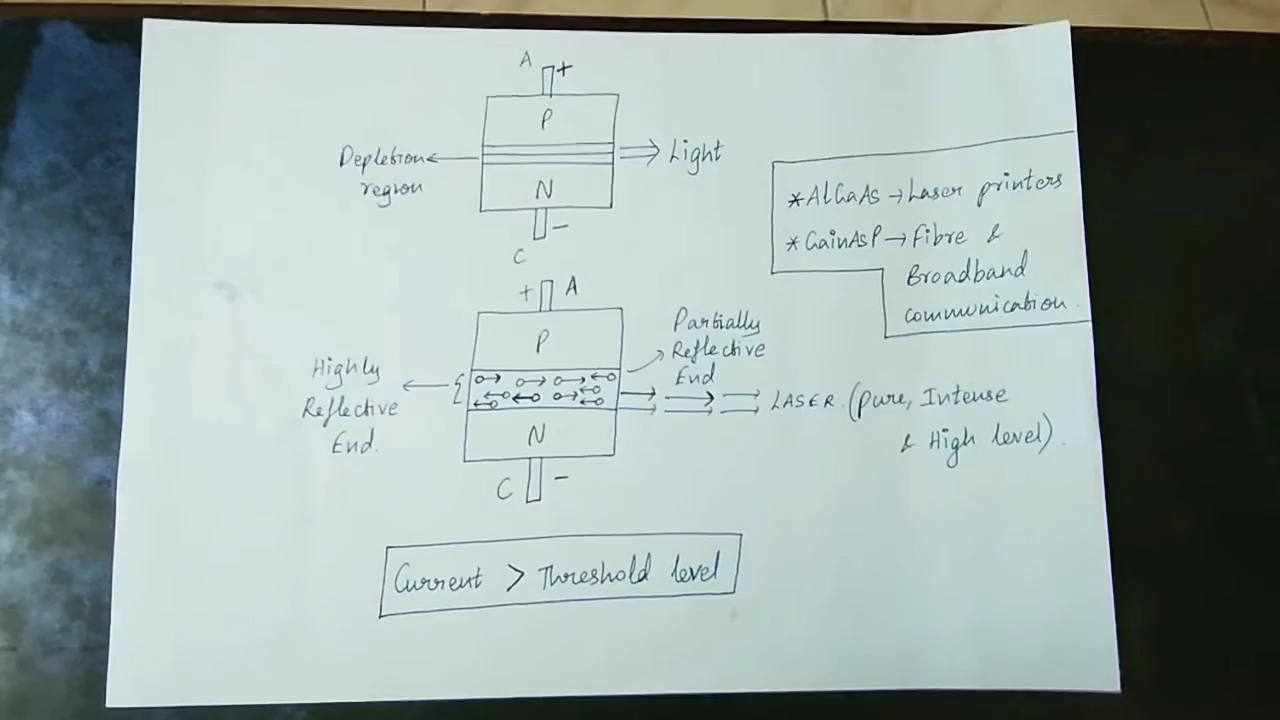 A +
P
Depletion region
Light
N
-
C
* AlGaAs → Laser printers
* GainAsP → Fibre &
Broadband
communication.
+ A
P
Partially
Reflective
End
Highly
Reflective
End.
LASER. (pure, Intense
& High level).
N
C -
Current > Threshold level